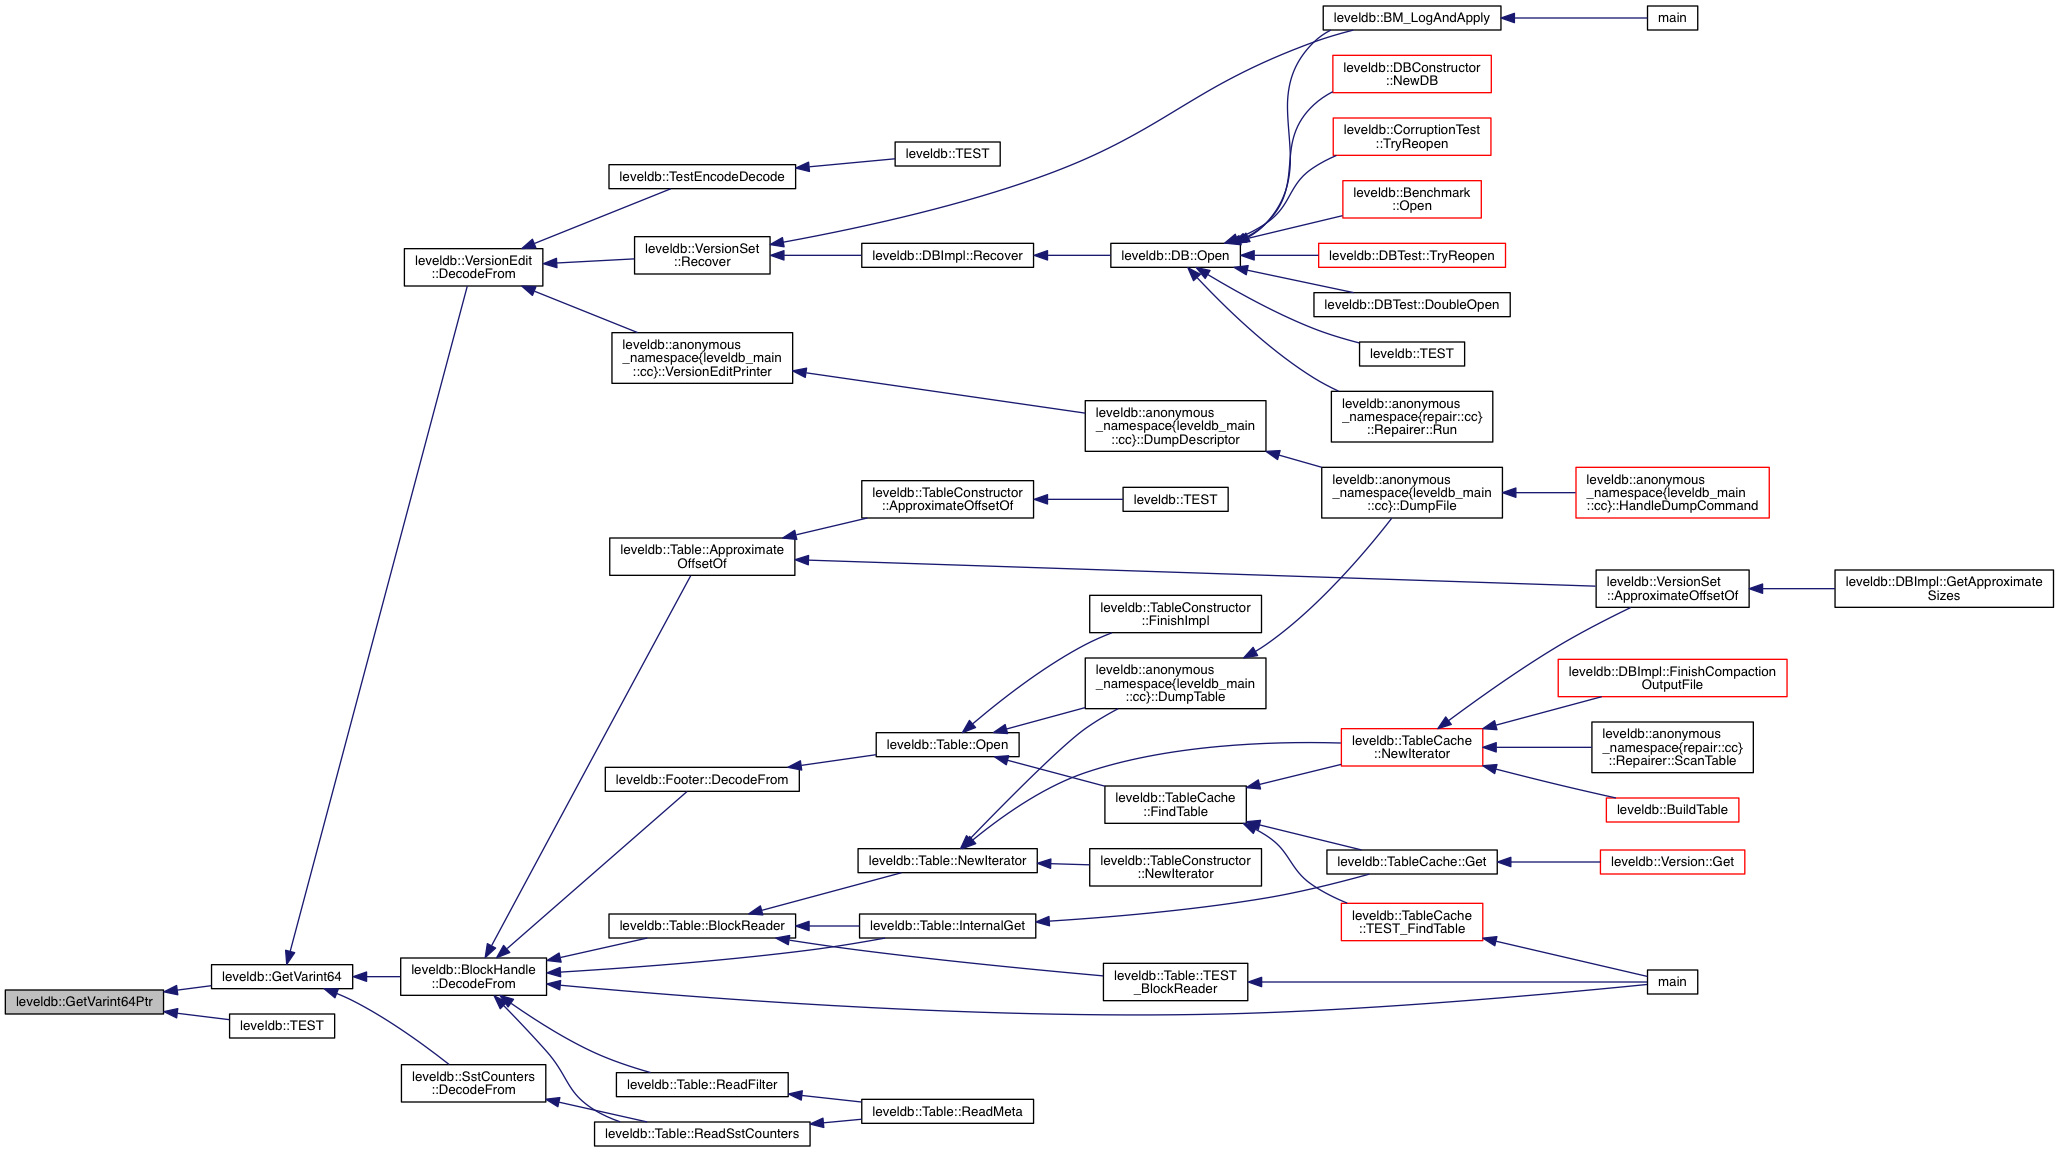 leveldb::BM_LogAndApply
main
leveldb::DBConstructor
::NewDB
leveldb::CorruptionTest
::TryReopen
leveldb::TEST
leveldb::TestEncodeDecode
leveldb::Benchmark
::Open
leveldb::VersionEdit
::DecodeFrom
leveldb::VersionSet
::Recover
leveldb::DBImpl::Recover
leveldb::DB::Open
leveldb::DBTest::TryReopen
leveldb::DBTest::DoubleOpen
leveldb::anonymous
_namespace{leveldb_main
::cc}::VersionEditPrinter
leveldb::TEST
leveldb::anonymous
_namespace{repair::cc}
::Repairer::Run
leveldb::anonymous
_namespace{leveldb_main
::cc}::DumpDescriptor
leveldb::anonymous
_namespace{leveldb_main
::cc}::DumpFile
leveldb::anonymous
_namespace{leveldb_main
::cc}::HandleDumpCommand
leveldb::TableConstructor
::ApproximateOffsetOf
leveldb::TEST
leveldb::Table::Approximate
OffsetOf
leveldb::VersionSet
::ApproximateOffsetOf
leveldb::DBImpl::GetApproximate
Sizes
leveldb::TableConstructor
::FinishImpl
leveldb::anonymous
_namespace{leveldb_main
::cc}::DumpTable
leveldb::DBImpl::FinishCompaction
OutputFile
leveldb::Table::Open
leveldb::TableCache
::NewIterator
leveldb::anonymous
_namespace{repair::cc}
::Repairer::ScanTable
leveldb::Footer::DecodeFrom
leveldb::TableCache
::FindTable
leveldb::BuildTable
leveldb::Table::NewIterator
leveldb::TableConstructor
::NewIterator
leveldb::TableCache::Get
leveldb::Version::Get
leveldb::Table::BlockReader
leveldb::Table::InternalGet
leveldb::TableCache
::TEST_FindTable
leveldb::GetVarint64
leveldb::BlockHandle
::DecodeFrom
leveldb::Table::TEST
_BlockReader
main
leveldb::GetVarint64Ptr
leveldb::TEST
leveldb::SstCounters
::DecodeFrom
leveldb::Table::ReadFilter
leveldb::Table::ReadMeta
leveldb::Table::ReadSstCounters